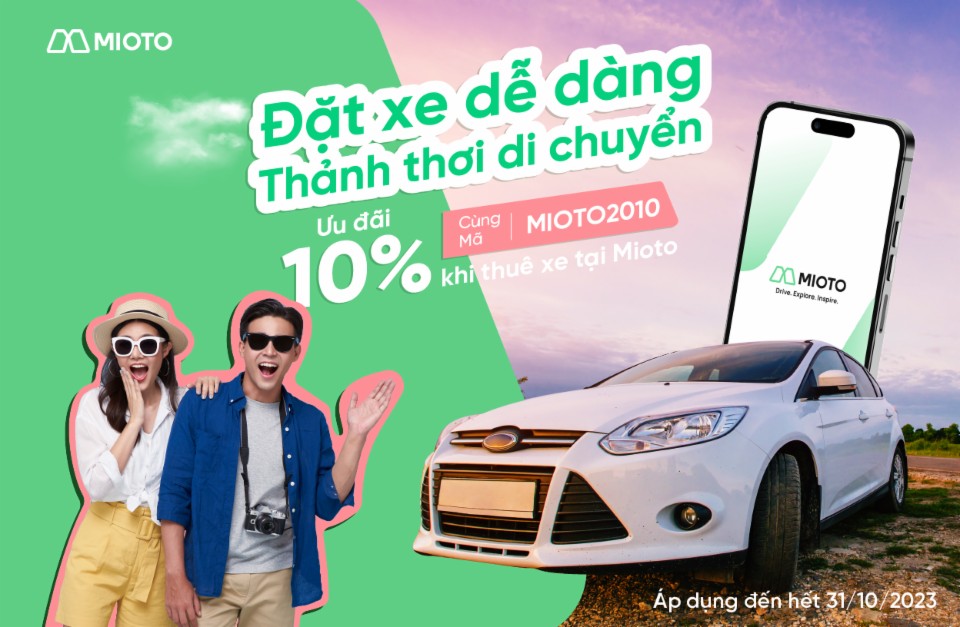 MIOTO
Đặt xe dễ dàng
Thảnh thơi di chuyển
Ưu đãi
10%
Cùng
Mã
MIOTO2010
khi thuê xe tại Mioto
MIOTO
Drive. Explore. Inspire.
Áp dụng đến hết 31/10/2023